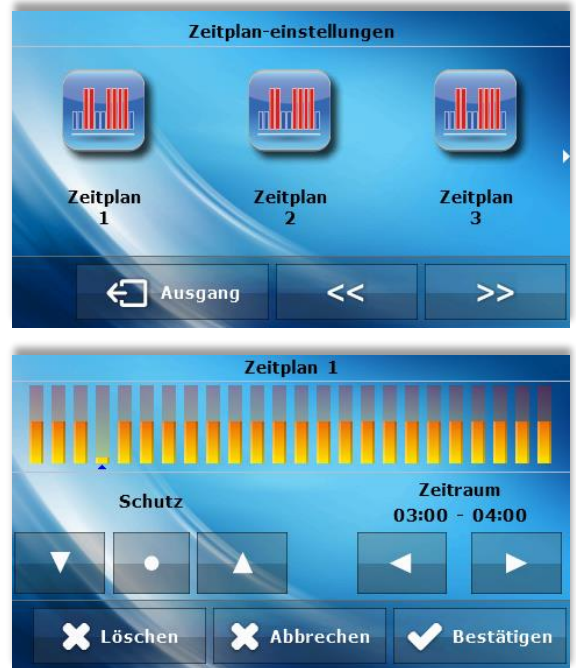 Zeitplan-einstellungen
Zeitplan
1
Zeitplan
2
Zeitplan
3
Ausgang
<<
>>
Zeitplan 1
Schutz
Zeitraum
03:00 - 04:00
Löschen
Abbrechen
Bestätigen